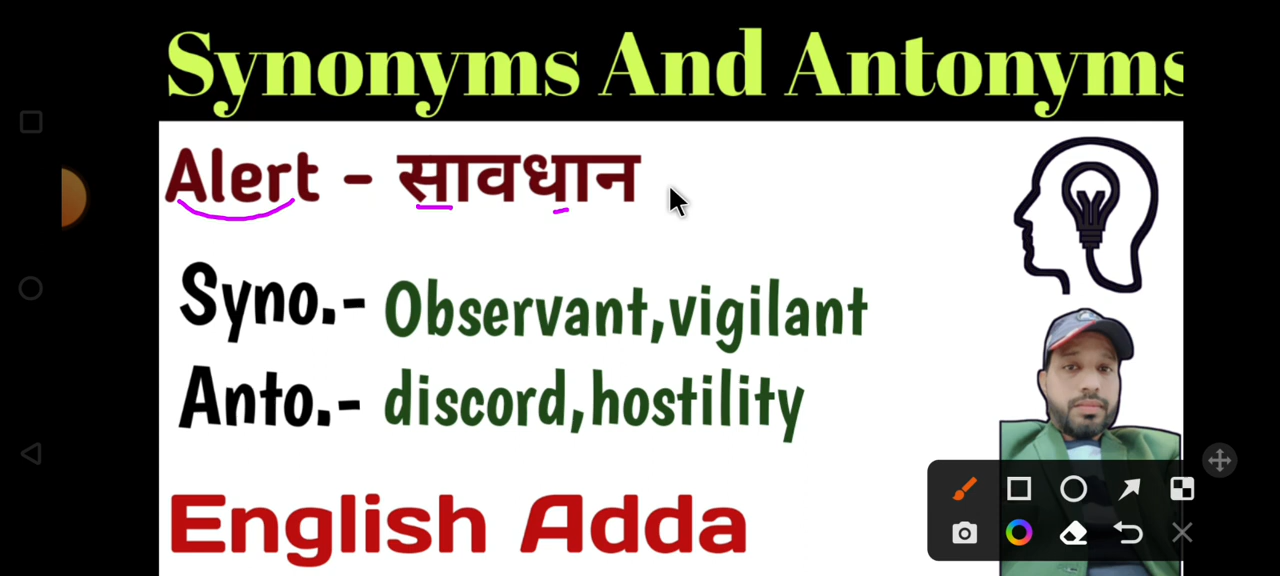 Synonyms And Antonyms
Alert - सावधान
Syno.- Observant,vigilant
Anto.- discord,hostility
English Adda